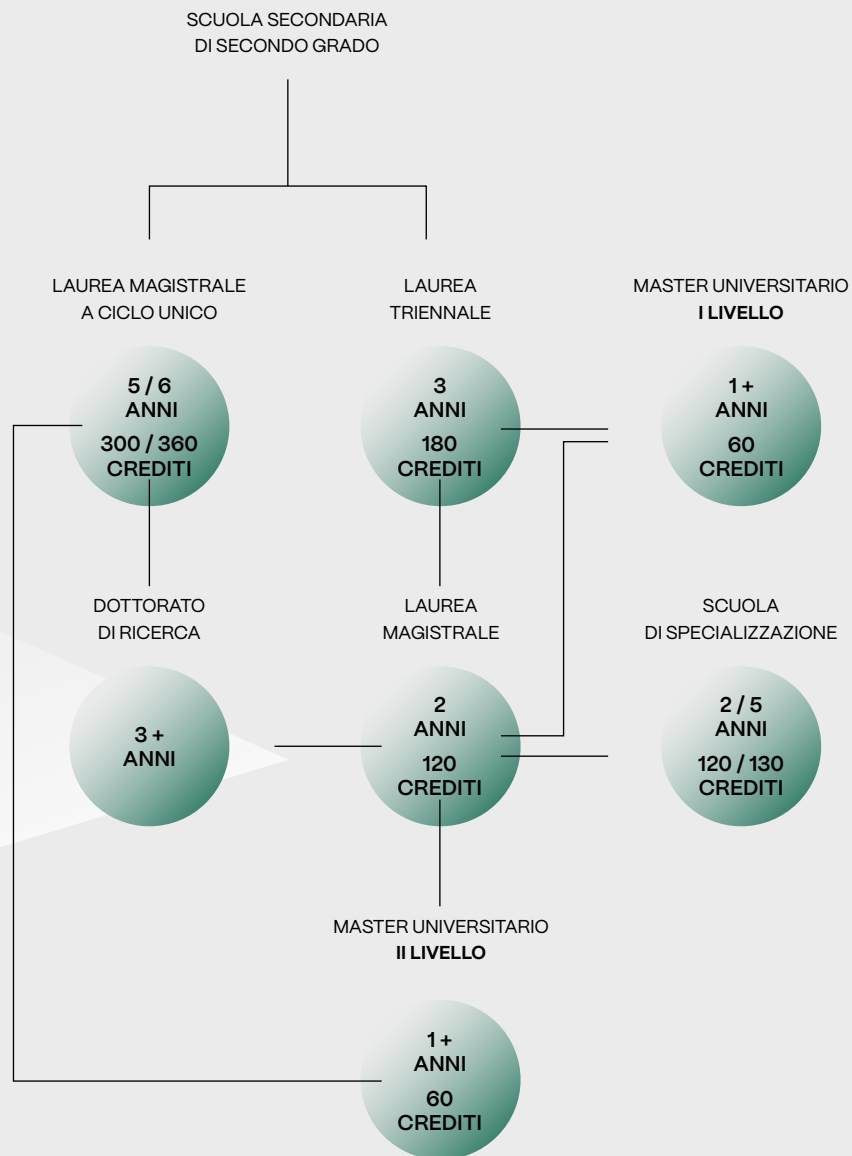 SCUOLA SECONDARIA
DI SECONDO GRADO
LAUREA MAGISTRALE
A CICLO UNICO
5 / 6
ANNI
300 / 360
CREDITI
LAUREA
TRIENNALE
3
ANNI
180
CREDITI
MASTER UNIVERSITARIO
I LIVELLO
1 +
ANNI
60
CREDITI
DOTTORATO
DI RICERCA
3 +
ANNI
LAUREA
MAGISTRALE
2
ANNI
120
CREDITI
SCUOLA
DI SPECIALIZZAZIONE
2 / 5
ANNI
120 / 130
CREDITI
MASTER UNIVERSITARIO
II LIVELLO
1 +
ANNI
60
CREDITI